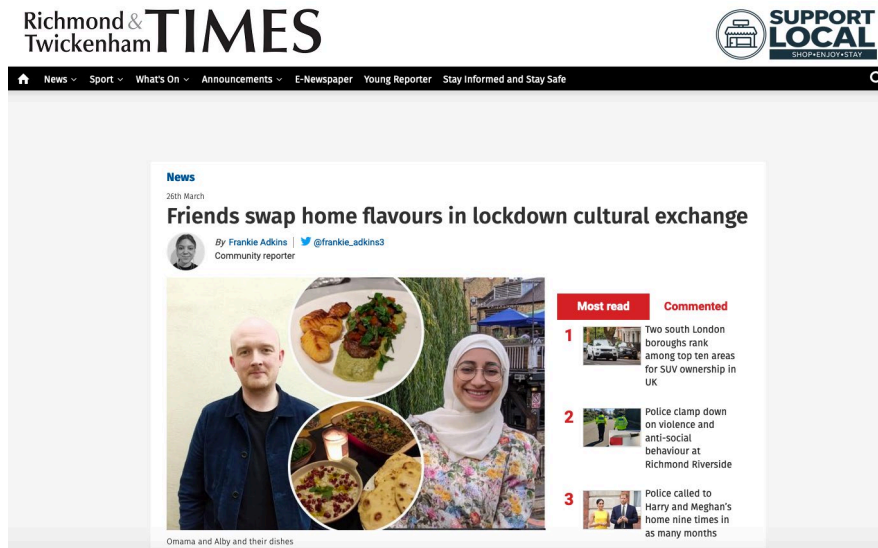 Richmond &
Twickenham TIMES
SUPPORT
LOCAL
SHOP•ENJOY•STAY
News
Sport
What's On
Announcements
E-Newspaper
Young Reporter
Stay Informed and Stay Safe
News
26th March
Friends swap home flavours in lockdown cultural exchange
By Frankie Adkins
@frankie_adkins3
Community reporter
Omama and Alby and their dishes
Most read
Commented
1
Two south London
boroughs rank
among top ten areas
for SUV ownership in
UK
2
Police clamp down
on violence and
anti-social
behaviour at
Richmond Riverside
3
Police called to
Harry and Meghan's
home nine times in
as many months